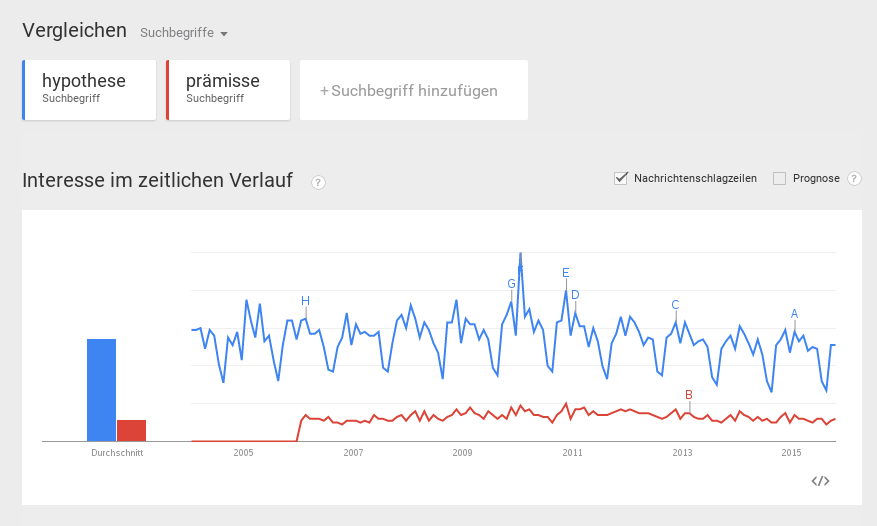 Vergleichen Suchbegriffe
hypothese prämisse +Suchbegriff hinzufügen
Suchbegriff Suchbegriff
Interesse im zeitlichen Verlauf ? Nachrichtenschlagzeilen Prognose ?
E
G D
H C
A
B
Durchschnitt 2005 2007 2009 2011 2013 2015
</>